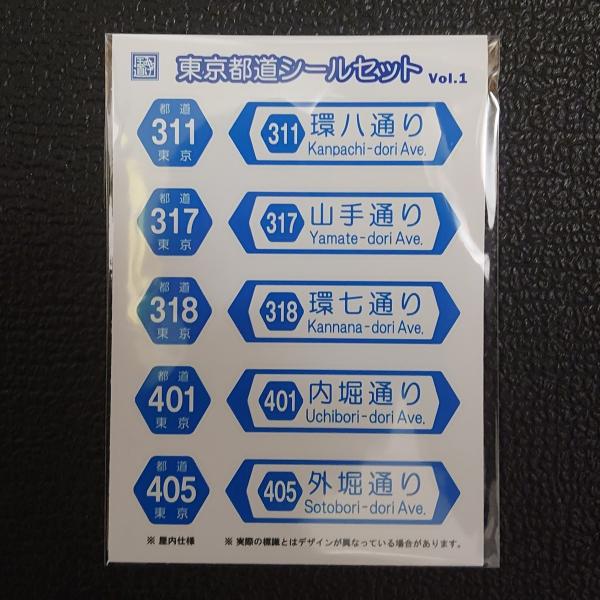 東京都道シールセット Vol.1
都道
311
東京
311 環八通り
Kanpachi-dori Ave.
都道
317
東京
317 山手通り
Yamate-dori Ave.
都道
318
東京
318 環七通り
Kannana-dori Ave.
都道
401
東京
401 内堀通り
Uchibori-dori Ave.
都道
405
東京
405 外堀通り
Sotobori-dori Ave.
※ 屋内仕様 ※ 実際の標識とはデザインが異なっている場合があります。